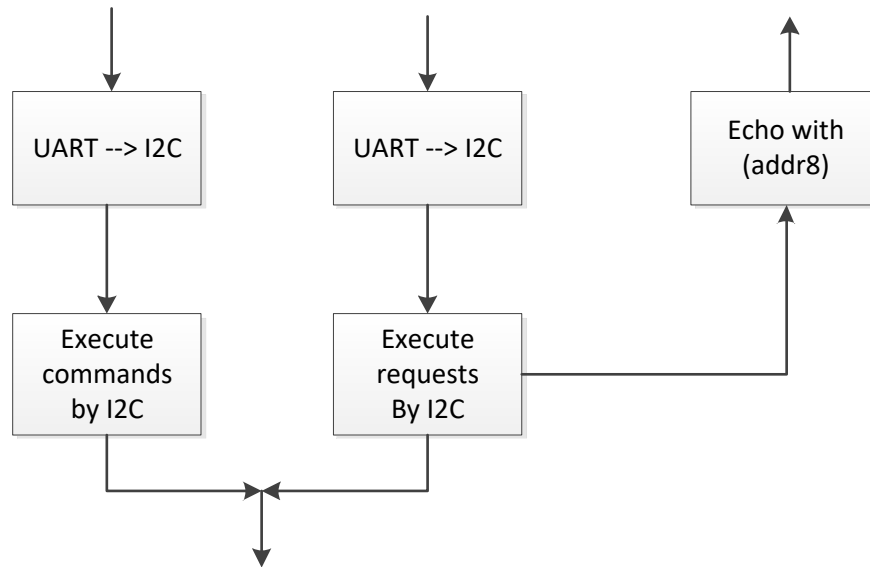 UART --> I2C
UART --> I2C
Echo with
(addr8)
Execute
commands
by I2C
Execute
requests
By I2C